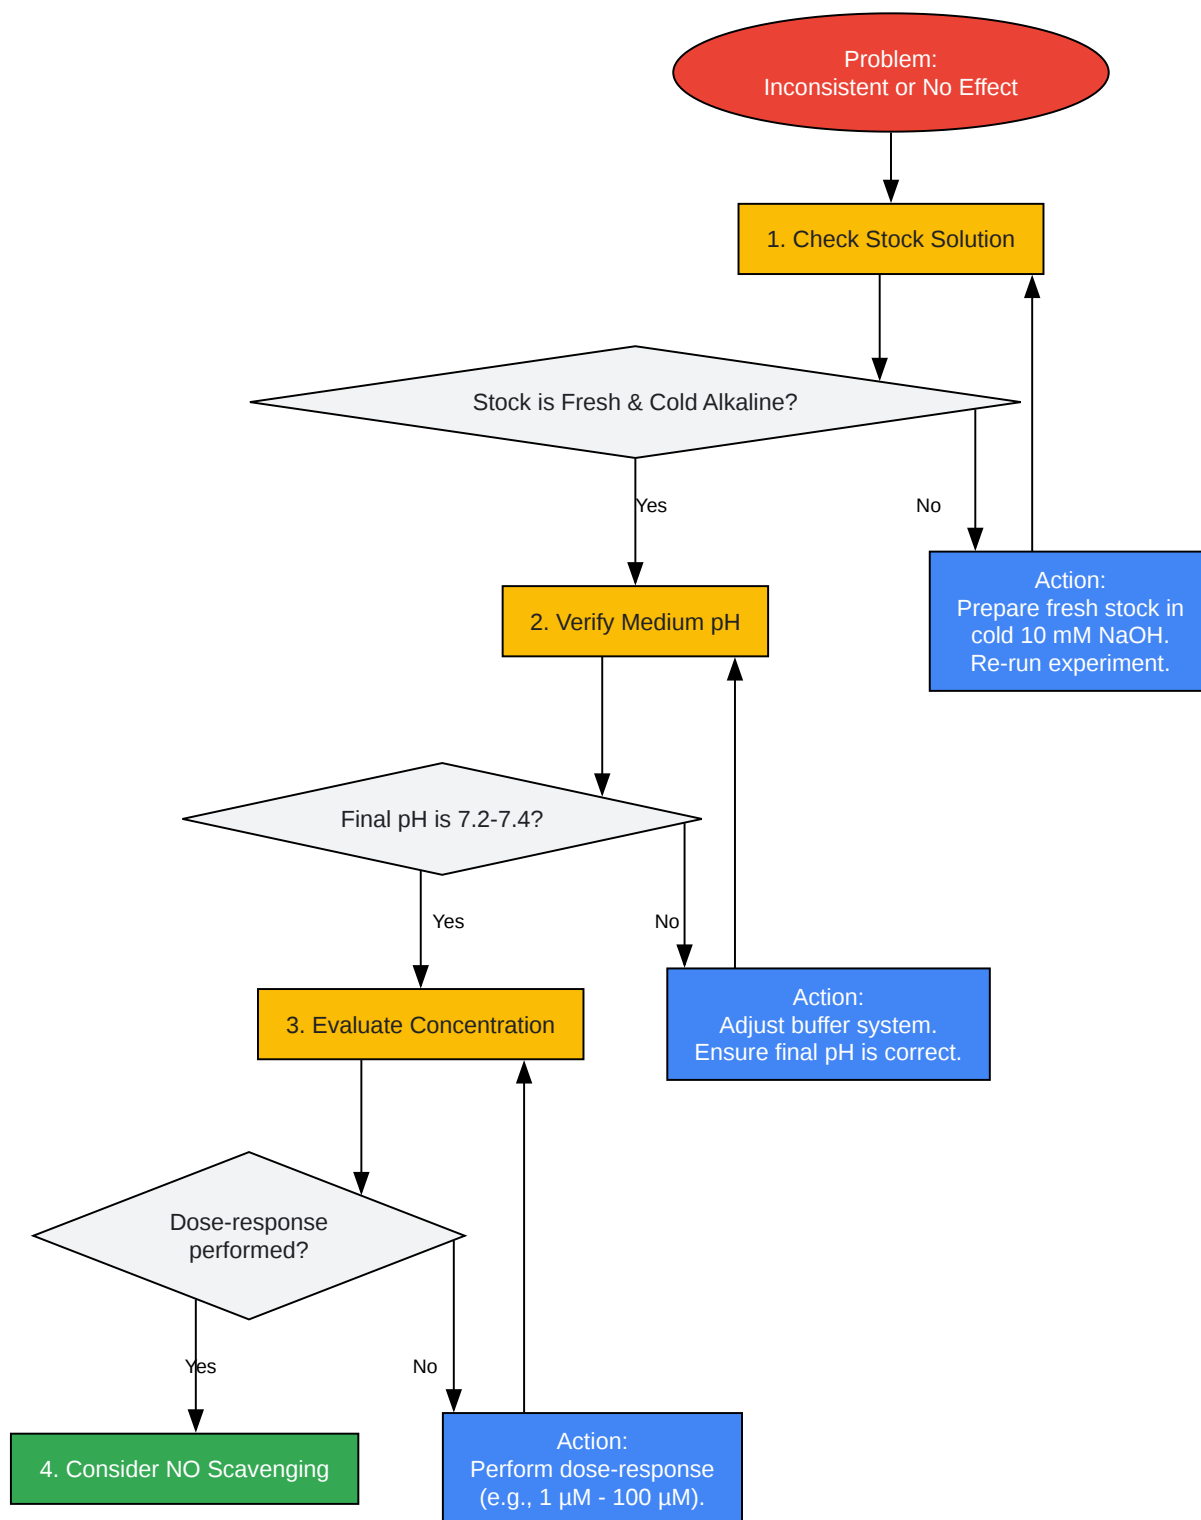 Problem:
Inconsistent or No Effect
1. Check Stock Solution
Stock is Fresh & Cold Alkaline?
Yes
No
Action:
Prepare fresh stock in
cold 10 mM NaOH.
Re-run experiment.
2. Verify Medium pH
Final pH is 7.2-7.4?
Yes
No
Action:
Adjust buffer system.
Ensure final pH is correct.
3. Evaluate Concentration
Dose-response
performed?
Yes
No
Action:
Perform dose-response
(e.g., 1 µM - 100 µM).
4. Consider NO Scavenging